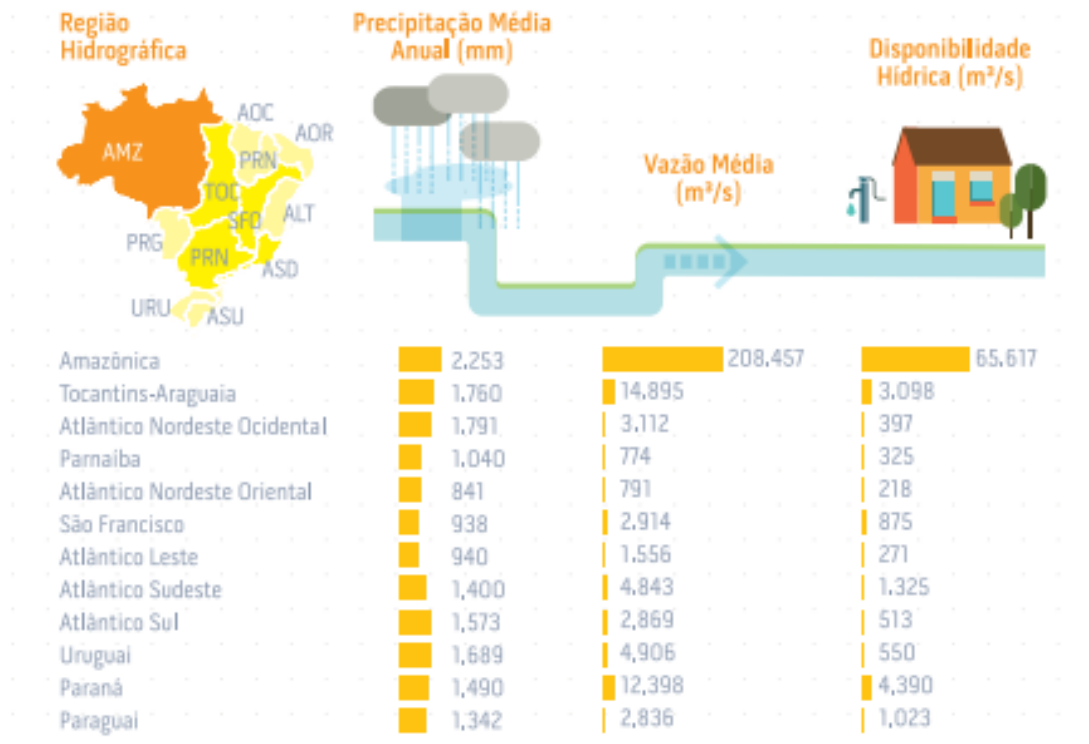 Região
Hidrográfica
Precipitação Média
Anual (mm)
Disponibilidade
Hídrica (m³/s)
Vazão Média
(m³/s)
AOC
AOR
AMZ
PRN
TOC
SFD
ALT
PRG
PRN
ASD
URU
ASU
Amazônica 2.253 208.457 65.617
Tocantins-Araguaia 1.760 14.895 3.098
Atlântico Nordeste Ocidental 1.791 3.112 397
Parnaíba 1.040 774 325
Atlântico Nordeste Oriental 841 791 218
São Francisco 938 2.914 875
Atlântico Leste 940 1.556 271
Atlântico Sudeste 1,400 4.843 1.325
Atlântico Sul 1,573 2,869 513
Uruguai 1,689 4,906 550
Paraná 1,490 12,398 4,390
Paraguai 1,342 2,836 1,023